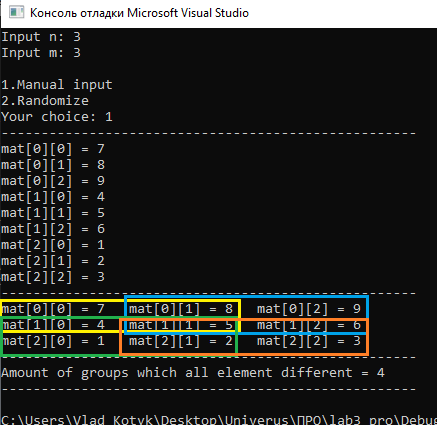 Консоль отладки Microsoft Visual Studio
Input n: 3
Input m: 3
1.Manual input
2.Randomize
Your choice: 1
----------------------------------------------------
mat[0][0] = 7
mat[0][1] = 8
mat[0][2] = 9
mat[1][0] = 4
mat[1][1] = 5
mat[1][2] = 6
mat[2][0] = 1
mat[2][1] = 2
mat[2][2] = 3
----------------------------------------------------
mat[0][0] = 7   mat[0][1] = 8   mat[0][2] = 9
mat[1][0] = 4   mat[1][1] = 5   mat[1][2] = 6
mat[2][0] = 1   mat[2][1] = 2   mat[2][2] = 3
----------------------------------------------------
Amount of groups which all element different = 4
----------------------------------------------------
C:\Users\Vlad Kotyk\Desktop\Univerus\ПРО\lab3 pro\Debu